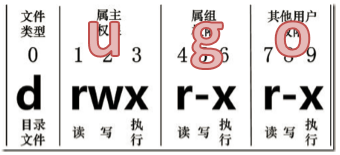 文件 属主 属组 其他用户
类型 权 u g o
0 1 2 3 4 5 6 7 8 9
d rwx r-x r-x
目录 读 写 执 读 写 执 读 写 执
文件 行 行 行